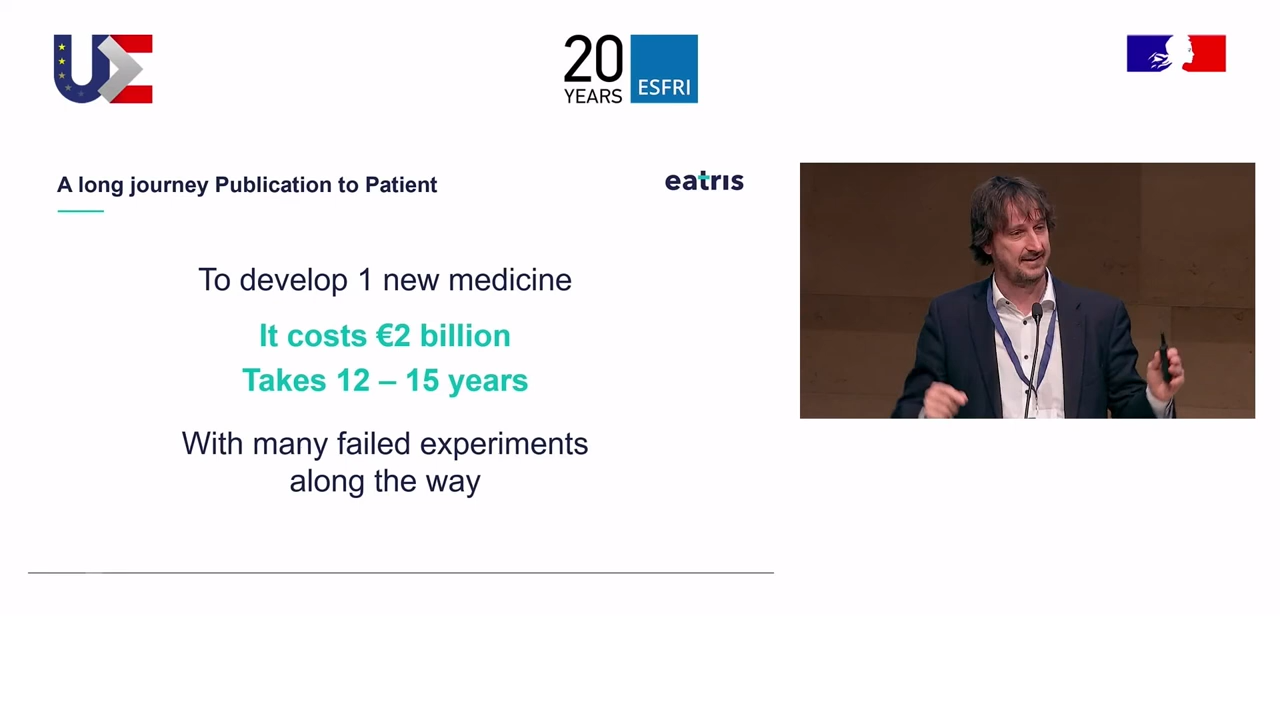 UE
20
YEARS
ESFRI
A long journey Publication to Patient
eatris
To develop 1 new medicine
It costs €2 billion
Takes 12 – 15 years
With many failed experiments
along the way